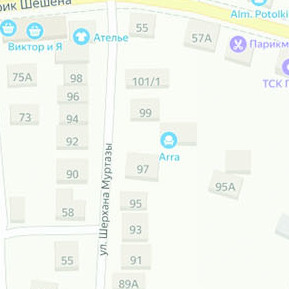 рик Шешена
Alm. Potolki
55
57А
Виктор и Я
Ателье
Парикм
75А
98
101/1
ТСК Г
96
99
73
94
92
Arra
97
90
95А
95
58
93
ул. Шерхана Муртазы
55
91
89А